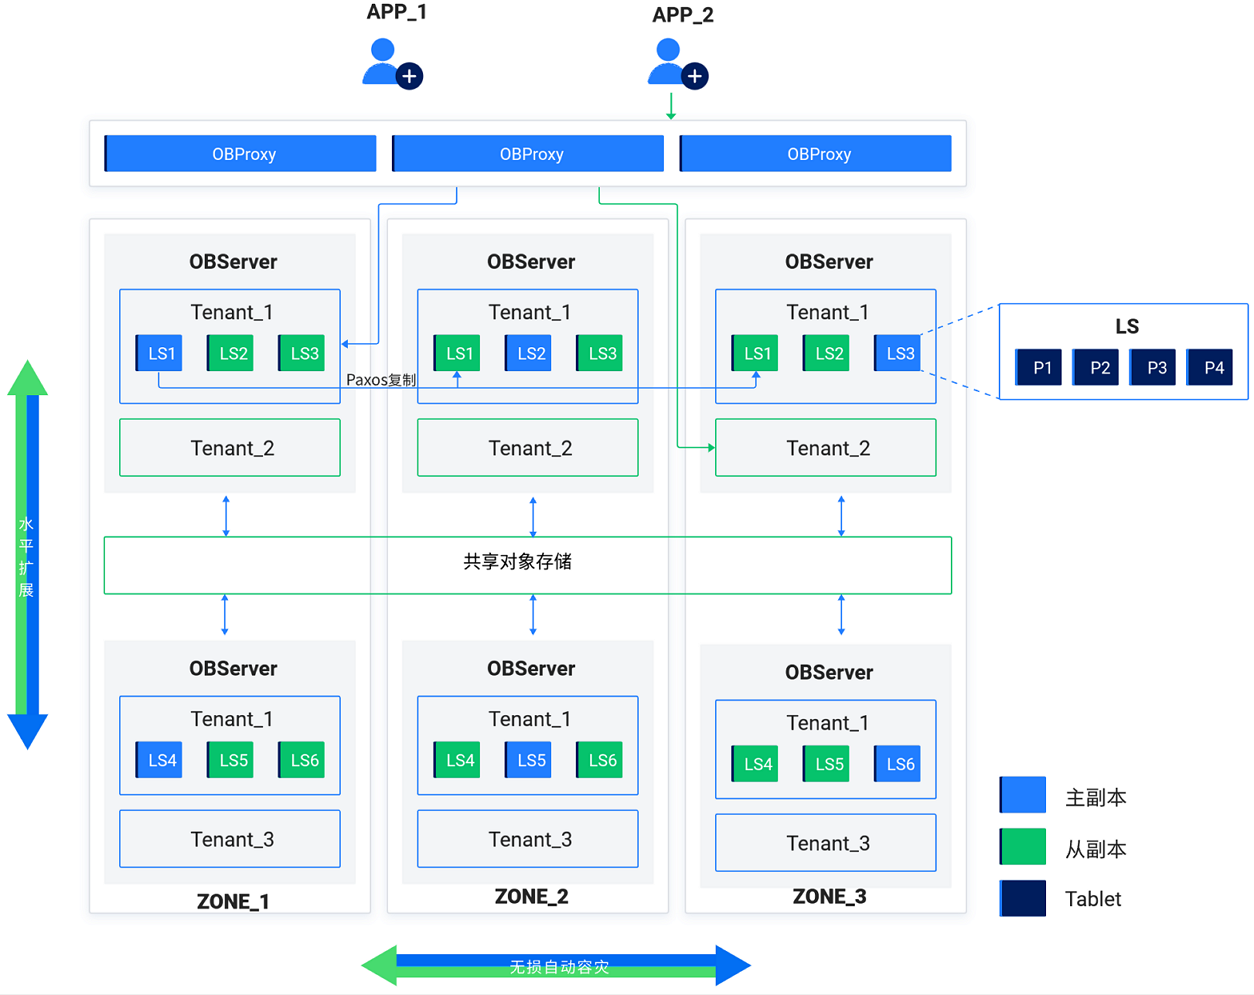 APP_1
APP_2
OBProxy
OBProxy
OBProxy
OBServer
OBServer
OBServer
Tenant_1
Tenant_1
Tenant_1
LS1
LS2
LS3
LS1
LS2
LS3
LS1
LS2
LS3
Paxos复制
LS
P1
P2
P3
P4
Tenant_2
Tenant_2
Tenant_2
水平扩展
共享对象存储
OBServer
OBServer
OBServer
Tenant_1
Tenant_1
Tenant_1
LS4
LS5
LS6
LS4
LS5
LS6
LS4
LS5
LS6
Tenant_3
Tenant_3
Tenant_3
ZONE_1
ZONE_2
ZONE_3
主副本
从副本
Tablet
无损自动容灾